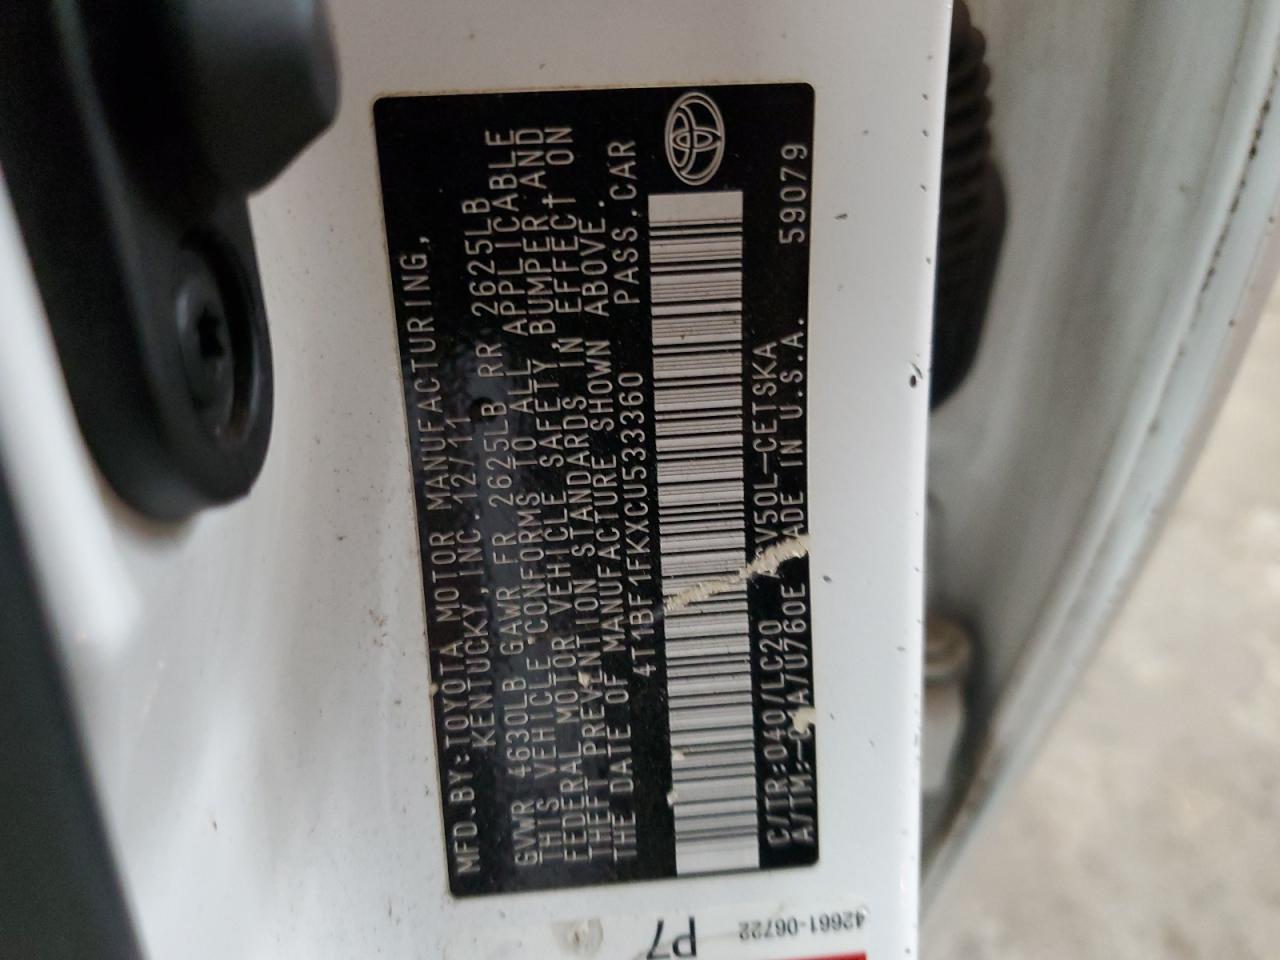 MFD.BY:TOYOTA MOTOR MANUFACTURING,
KENTUCKY,INC 12/11
GVWR 4630LB GAWR FR 2625LB RR 2625LB
THIS VEHICLE CONFORMS TO ALL APPLICABLE
FEDERAL MOTOR VEHICLE SAFETY,BUMPER,AND
THEFT PREVENTION STANDARDS IN EFFECT ON
THE DATE OF MANUFACTURE SHOWN ABOVE.
4T1BF1FKXCU533360 PASS.CAR
C/TR:040/LC20 V50L-CETSKA
A/TM: A/U760E ADE IN U.S.A. 59079
42661-06722
P7